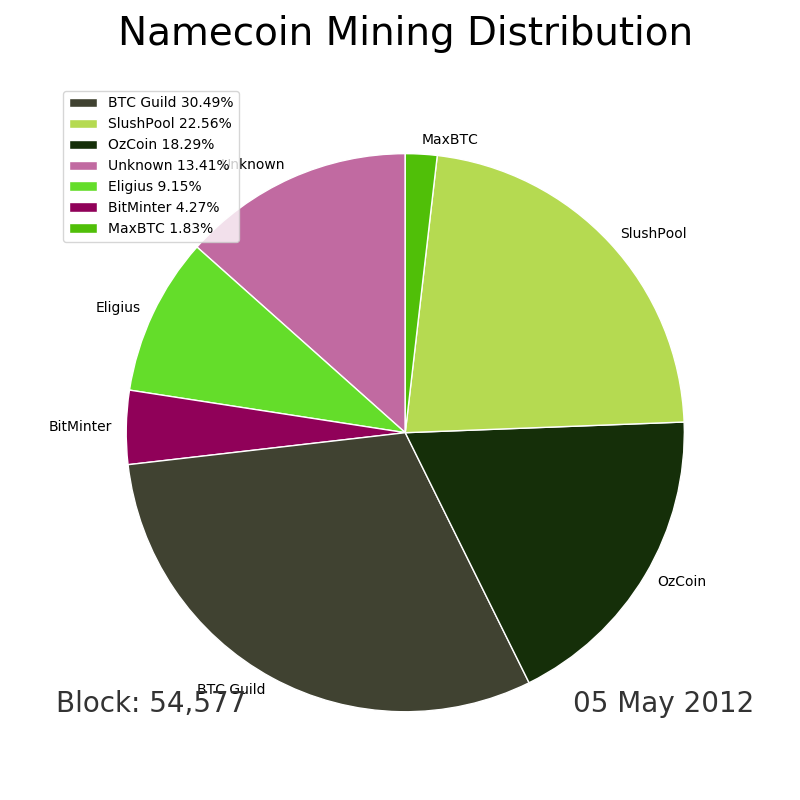 Namecoin Mining Distribution
BTC Guild 30.49%
SlushPool 22.56%
OzCoin 18.29%
Unknown 13.41%
Eligius 9.15%
BitMinter 4.27%
MaxBTC 1.83%
MaxBTC
Unknown
SlushPool
Eligius
BitMinter
OzCoin
BTC Guild
Block: 54,577
05 May 2012